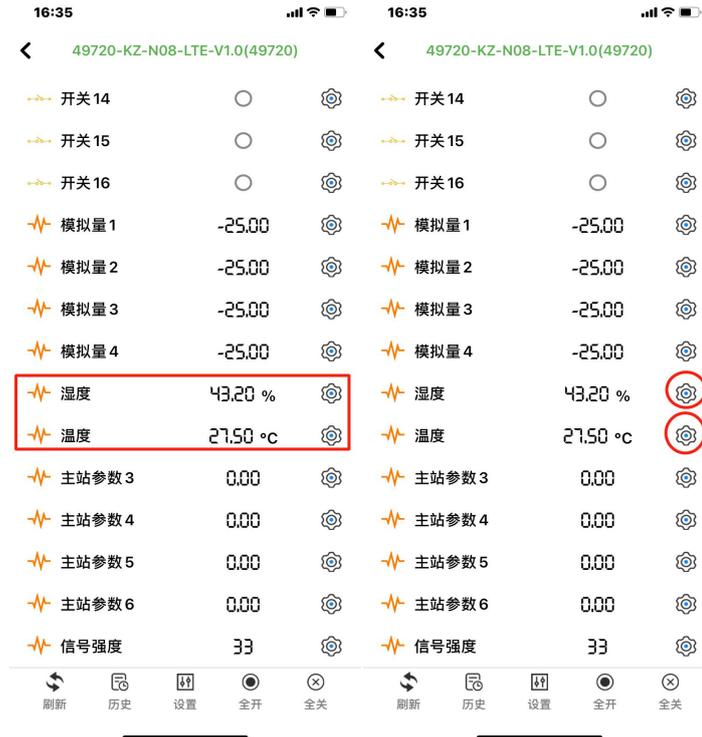 16:35
49720-KZ-N08-LTE-V1.0(49720)
开关14
开关15
开关16
模拟量1 -25.00
模拟量2 -25.00
模拟量3 -25.00
模拟量4 -25.00
湿度 43.20 %
温度 27.50 °C
主站参数3 0.00
主站参数4 0.00
主站参数5 0.00
主站参数6 0.00
信号强度 33
刷新 历史 设置 全开 全关
16:35
49720-KZ-N08-LTE-V1.0(49720)
开关14
开关15
开关16
模拟量1 -25.00
模拟量2 -25.00
模拟量3 -25.00
模拟量4 -25.00
湿度 43.20 %
温度 27.50 °C
主站参数3 0.00
主站参数4 0.00
主站参数5 0.00
主站参数6 0.00
信号强度 33
刷新 历史 设置 全开 全关